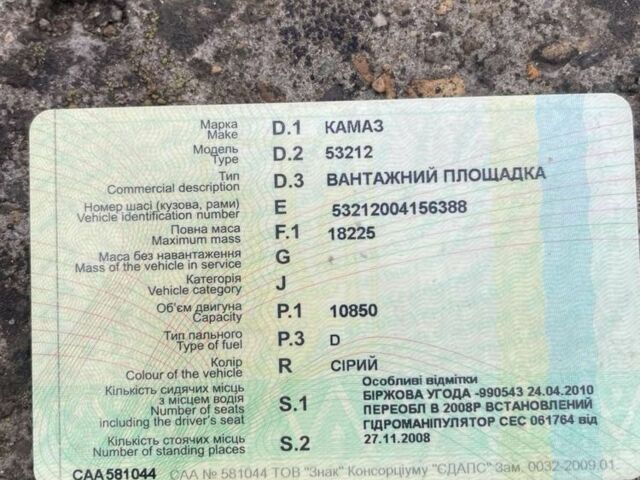 Марка
Make D.1 КАМАЗ
Модель
Type D.2 53212
Тип
Commercial description D.3 ВАНТАЖНИЙ ПЛОЩАДКА
Номер шасі (кузова, рами)
Vehicle identification number E 53212004156388
Повна маса
Maximum mass F.1 18225
Маса без навантаження
Mass of the vehicle in service G
Категорія
Vehicle category J
Об'єм двигуна
Capacity P.1 10850
Тип пального
Type of fuel P.3 D
Колір
Colour of the vehicle R СІРИЙ
Кількість сидячих місць
з місцем водія
Number of seats
including the driver's seat S.1
Кількість стоячих місць
Number of standing places S.2
Особливі відмітки
БІРЖОВА УГОДА -990543 24.04.2010
ПЕРЕОБЛ В 2008Р ВСТАНОВЛЕНИЙ
ГІДРОМАНІПУЛЯТОР СЕС 061764 від
27.11.2008
САА581044 САА № 581044 ТОВ "Знак" Консорціуму "ЄДАПС" Зам. 0032-2009.01